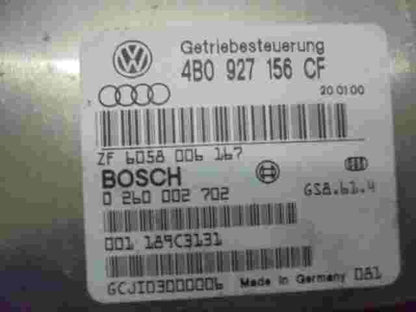 Getriebesteuerung
4B0 927 156 CF
20 01 00
ZF 6058 006 167
BOSCH
0 260 002 702
GS8.61.4
001 189C3131
GCJID3000006 Made in Germany 081